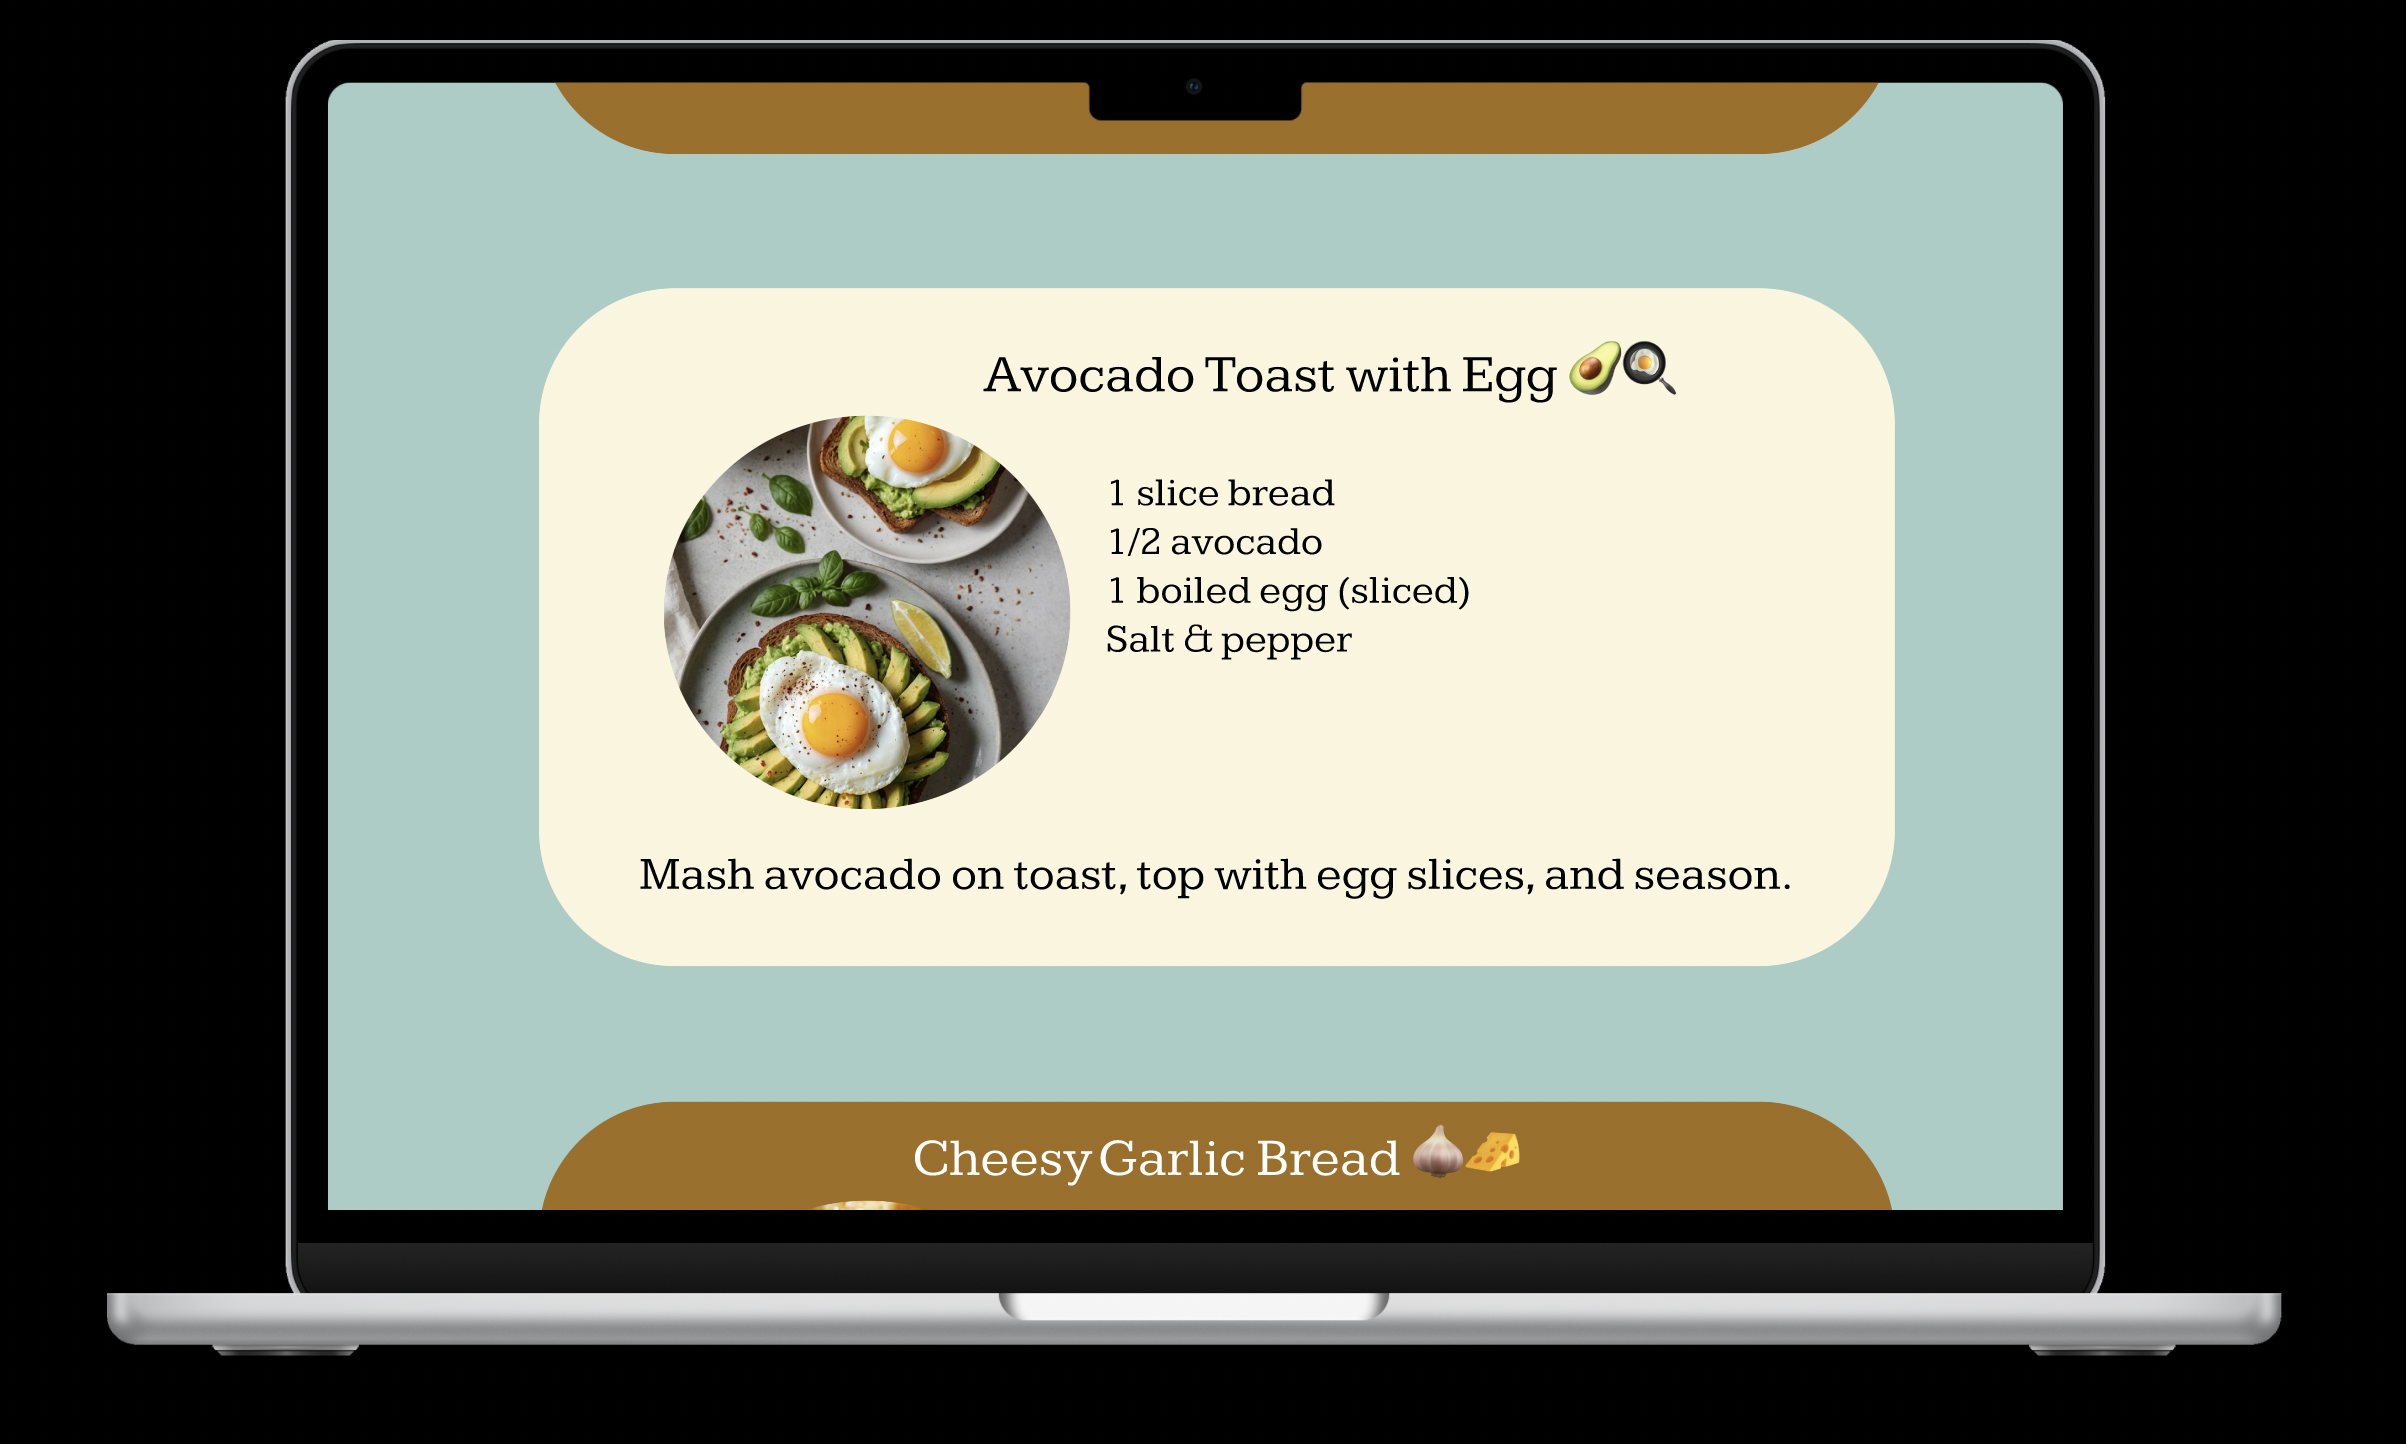 Avocado Toast with Egg 🥑🍳
1 slice bread
1/2 avocado
1 boiled egg (sliced)
Salt & pepper
Mash avocado on toast, top with egg slices, and season.
Cheesy Garlic Bread 🧄🧀